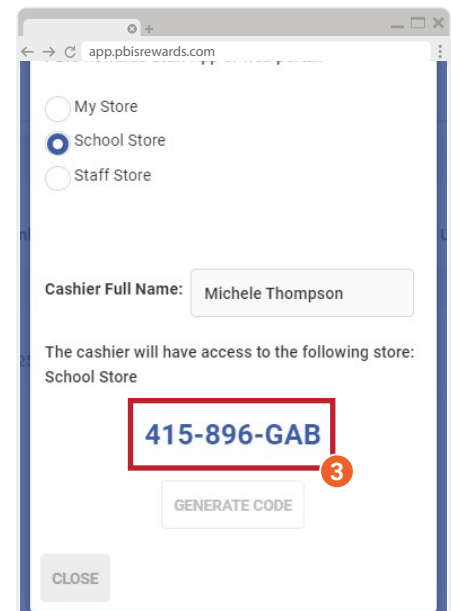 app.pbisrewards.com
My Store
School Store
Staff Store
Cashier Full Name: Michele Thompson
The cashier will have access to the following store:
School Store
415-896-GAB
3
GENERATE CODE
CLOSE